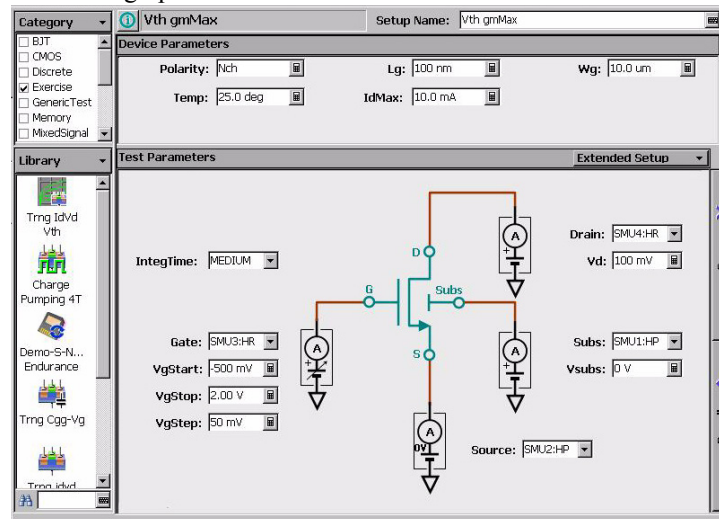 Category
Vth gmMax
Setup Name: Vth gmMax
BJT
CMOS
Discrete
Exercise
GenericTest
Memory
MixedSignal
Device Parameters
Polarity: Nch
Lg: 100 nm
Wg: 10.0 um
Temp: 25.0 deg
IdMax: 10.0 mA
Library
Trng IdVd
Vth
Charge
Pumping 4T
Demo-S-N...
Endurance
Trng Cgg-Vg
Trng idvd
Test Parameters
Extended Setup
IntegTime: MEDIUM
Gate: SMU3:HR
VgStart: -500 mV
VgStop: 2.00 V
VgStep: 50 mV
D
G
Subs
S
A
+
A
+
A
+
A
0V
Drain: SMU4:HR
Vd: 100 mV
Subs: SMU1:HP
Vsubs: 0 V
Source: SMU2:HP